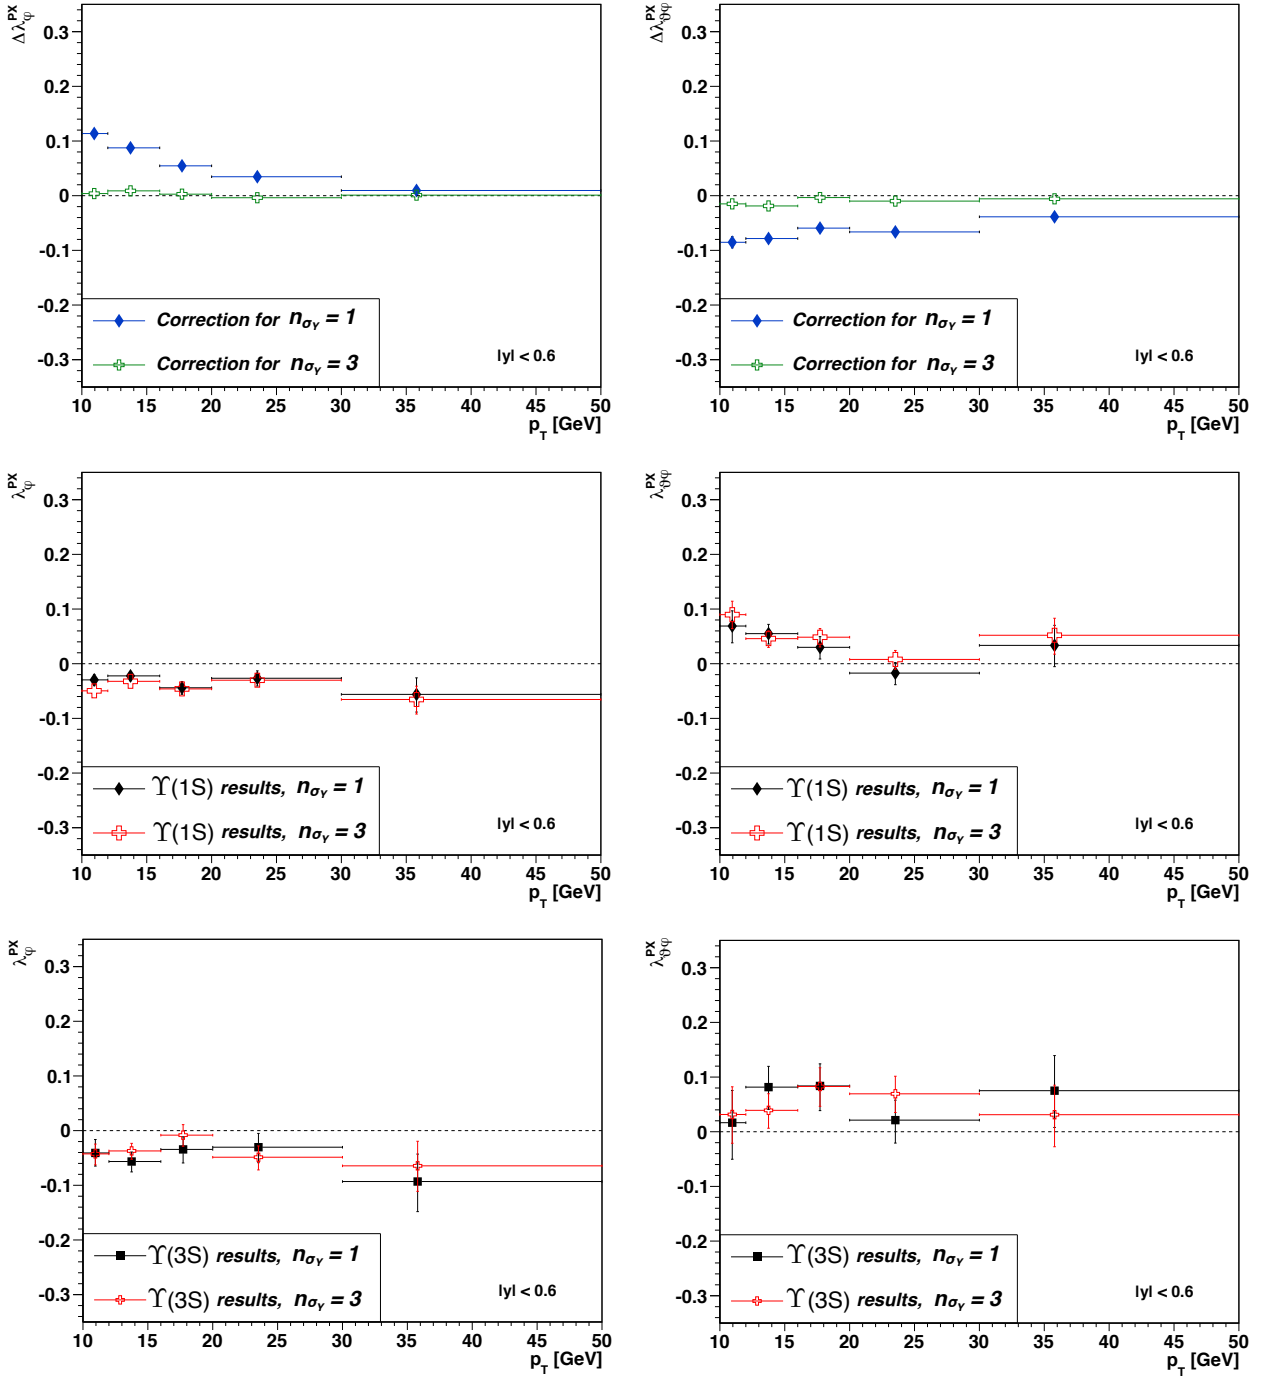 Δλ_φ^PX
0.3
0.2
0.1
0
-0.1
-0.2
-0.3
Correction for n_σϒ = 1
Correction for n_σϒ = 3
|y| < 0.6
10 15 20 25 30 35 40 45 50
p_T [GeV]
Δλ_ϑφ^PX
0.3
0.2
0.1
0
-0.1
-0.2
-0.3
Correction for n_σϒ = 1
Correction for n_σϒ = 3
|y| < 0.6
10 15 20 25 30 35 40 45 50
p_T [GeV]
λ_φ^PX
0.3
0.2
0.1
0
-0.1
-0.2
-0.3
ϒ(1S) results, n_σϒ = 1
ϒ(1S) results, n_σϒ = 3
|y| < 0.6
10 15 20 25 30 35 40 45 50
p_T [GeV]
λ_ϑφ^PX
0.3
0.2
0.1
0
-0.1
-0.2
-0.3
ϒ(1S) results, n_σϒ = 1
ϒ(1S) results, n_σϒ = 3
|y| < 0.6
10 15 20 25 30 35 40 45 50
p_T [GeV]
λ_φ^PX
0.3
0.2
0.1
0
-0.1
-0.2
-0.3
ϒ(3S) results, n_σϒ = 1
ϒ(3S) results, n_σϒ = 3
|y| < 0.6
10 15 20 25 30 35 40 45 50
p_T [GeV]
λ_ϑφ^PX
0.3
0.2
0.1
0
-0.1
-0.2
-0.3
ϒ(3S) results, n_σϒ = 1
ϒ(3S) results, n_σϒ = 3
|y| < 0.6
10 15 20 25 30 35 40 45 50
p_T [GeV]